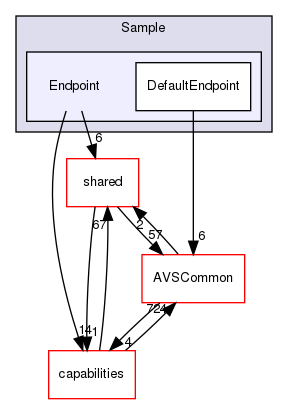 Sample
Endpoint
DefaultEndpoint
6
shared
67
2
57
6
AVSCommon
141
724
4
capabilities